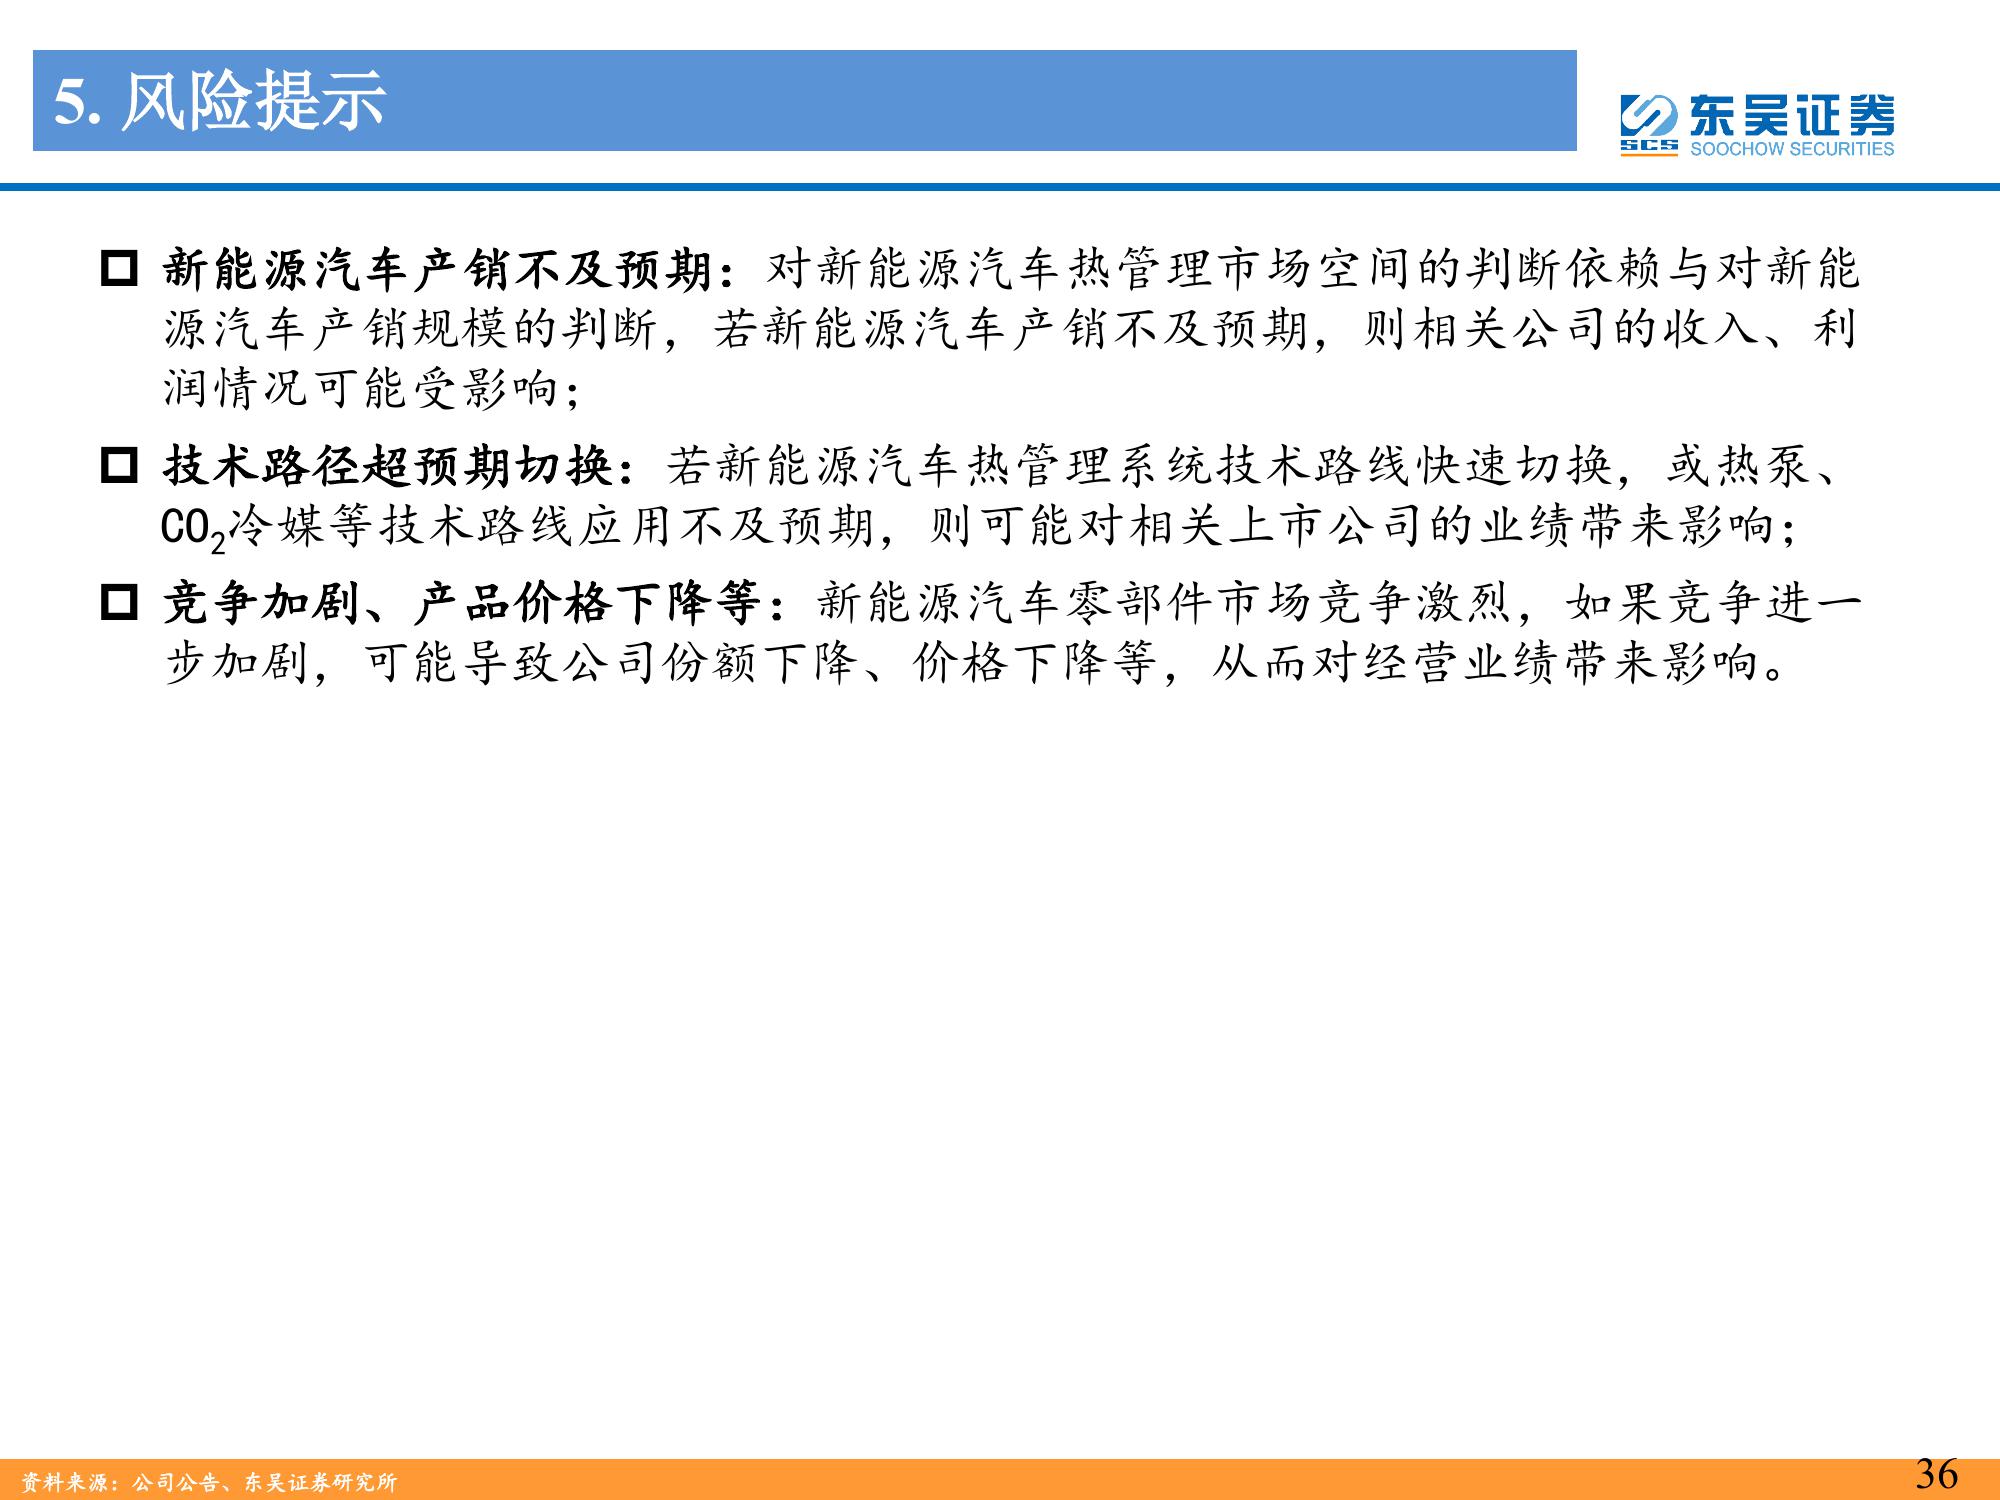 5. 风险提示
东吴证券
SCS
SOOCHOW SECURITIES
新能源汽车产销不及预期：对新能源汽车热管理市场空间的判断依赖与对新能
源汽车产销规模的判断，若新能源汽车产销不及预期，则相关公司的收入、利
润情况可能受影响；
技术路径超预期切换：若新能源汽车热管理系统技术路线快速切换，或热泵、
CO₂冷媒等技术路线应用不及预期，则可能对相关上市公司的业绩带来影响；
竞争加剧、产品价格下降等：新能源汽车零部件市场竞争激烈，如果竞争进一
步加剧，可能导致公司份额下降、价格下降等，从而对经营业绩带来影响。
资料来源：公司公告、东吴证券研究所
36